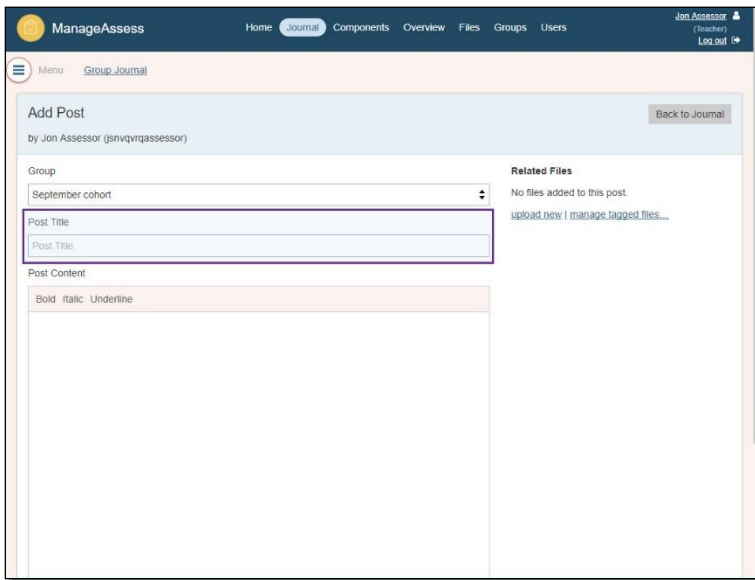 ManageAssess
Home Journal Components Overview Files Groups Users
Jon Assessor
(Teacher)
Log out
Menu Group Journal
Add Post
Back to Journal
by Jon Assessor (jsnvqvrqassessor)
Group
September cohort
Post Title
Post Title
Post Content
Bold Italic Underline
Related Files
No files added to this post.
upload new | manage tagged files...